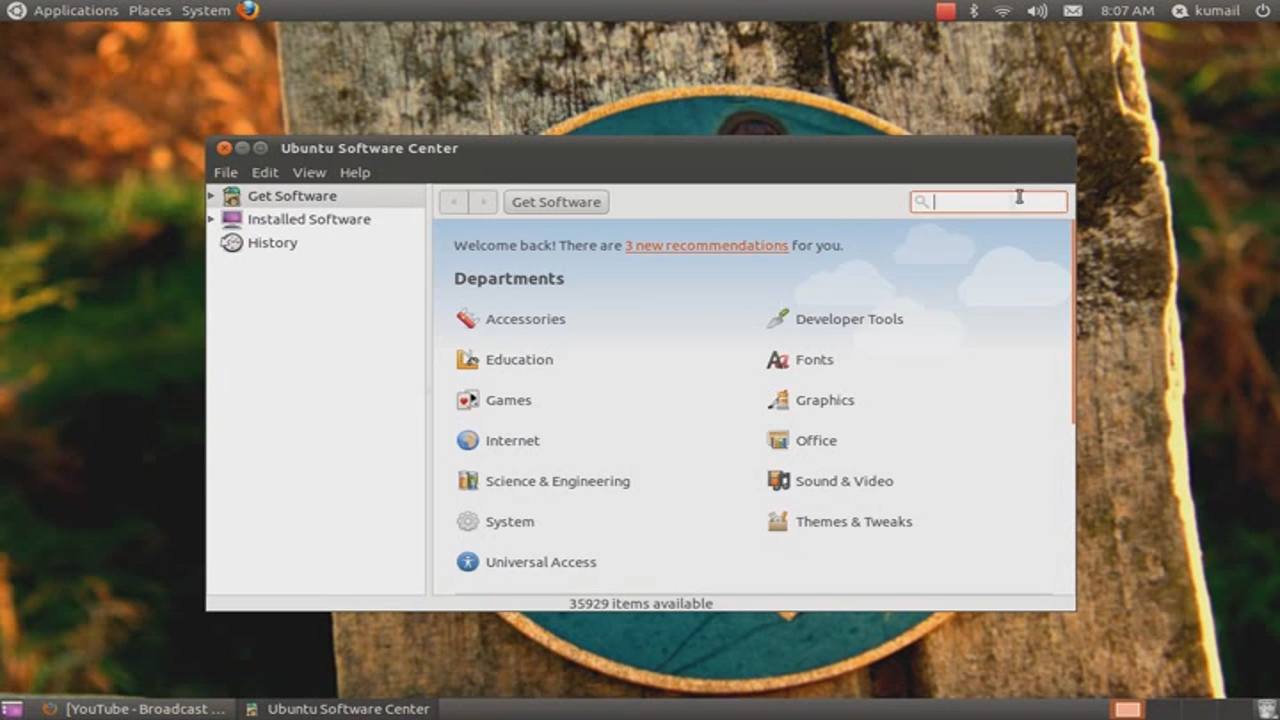 Applications Places System 8:07 AM kumail
Ubuntu Software Center
File Edit View Help
Get Software
Installed Software
History
Get Software
Welcome back! There are 3 new recommendations for you.
Departments
Accessories Developer Tools
Education Fonts
Games Graphics
Internet Office
Science & Engineering Sound & Video
System Themes & Tweaks
Universal Access
35929 items available
[YouTube - Broadcast ... Ubuntu Software Center